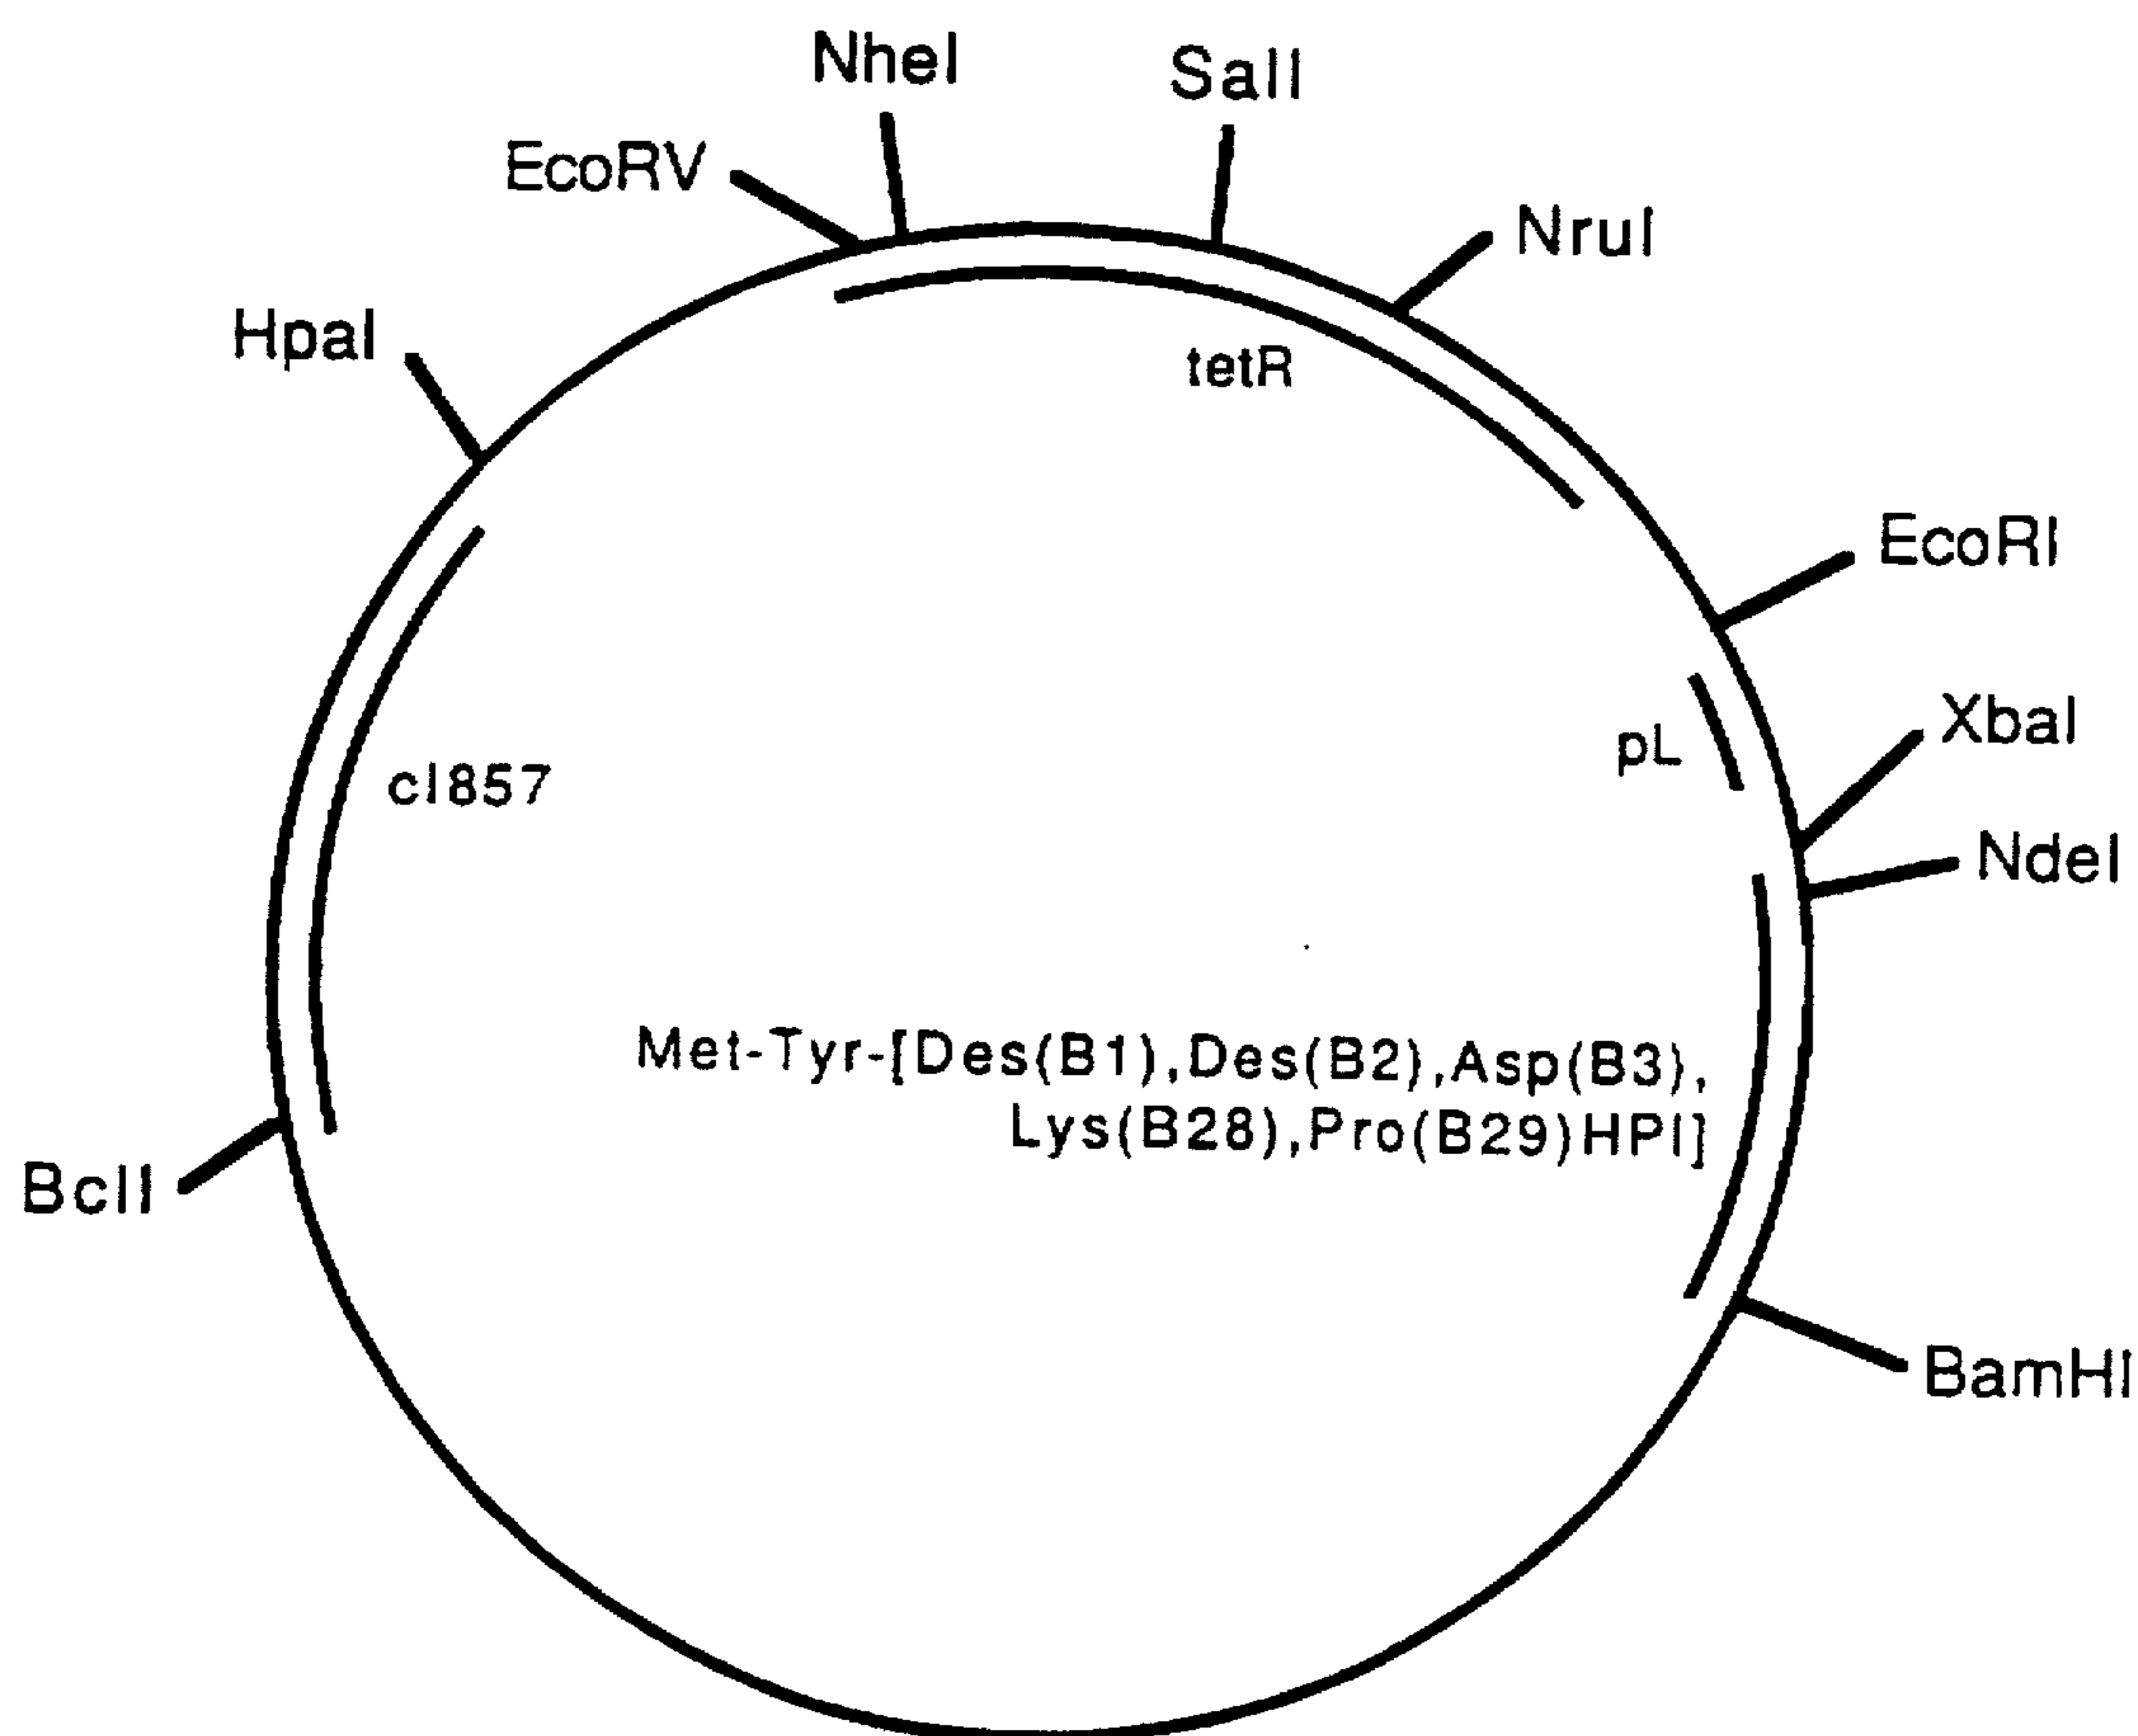 NheI
SalI
EcoRV
NruI
HpaI
tetR
EcoRI
XbaI
pL
cI857
NdeI
Met-Tyr-[Des(B1),Des(B2),Asp(B3),
Lys(B28),Pro(B29)HPI]
BclI
BamHI